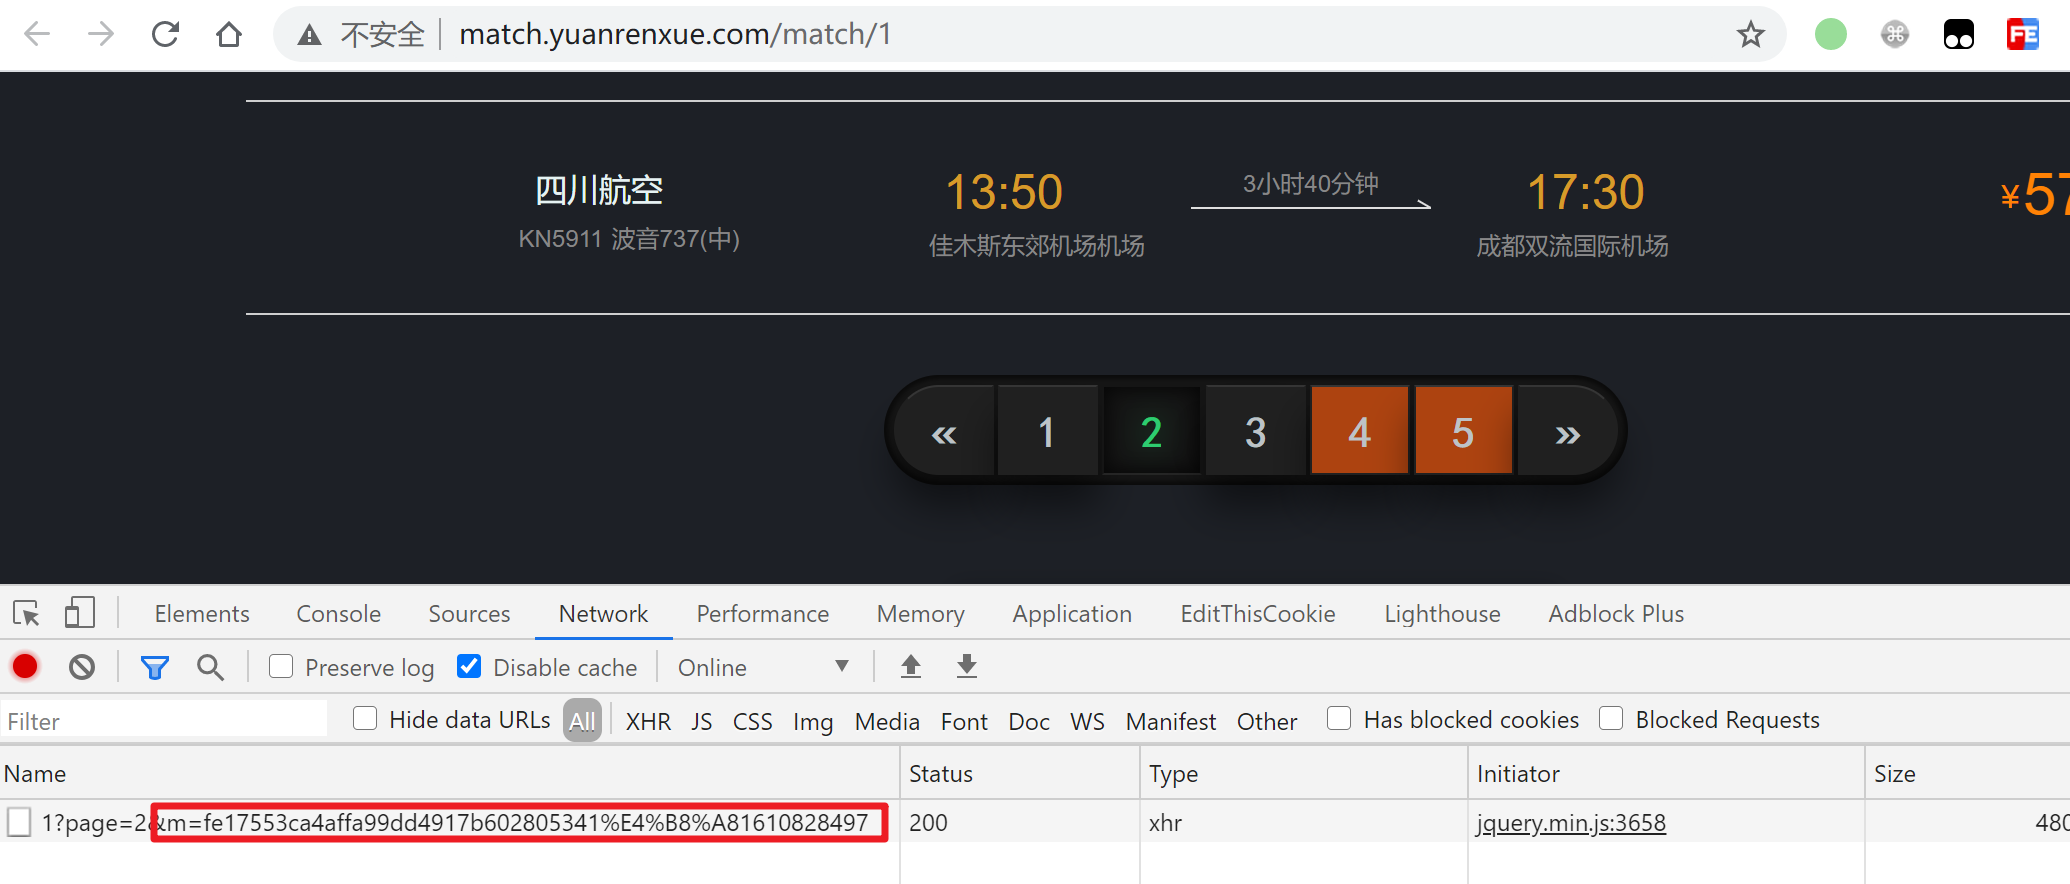 不安全 match.yuanrenxue.com/match/1
FE
四川航空 13:50 3小时40分钟 17:30 ¥57
KN5911 波音737(中) 佳木斯东郊机场机场 成都双流国际机场
« 1 2 3 4 5 »
Elements Console Sources Network Performance Memory Application EditThisCookie Lighthouse Adblock Plus
Preserve log Disable cache Online
Filter Hide data URLs All XHR JS CSS Img Media Font Doc WS Manifest Other Has blocked cookies Blocked Requests
Name Status Type Initiator Size
1?page=2&m=fe17553ca4affa99dd4917b602805341%E4%B8%A81610828497 200 xhr jquery.min.js:3658 480